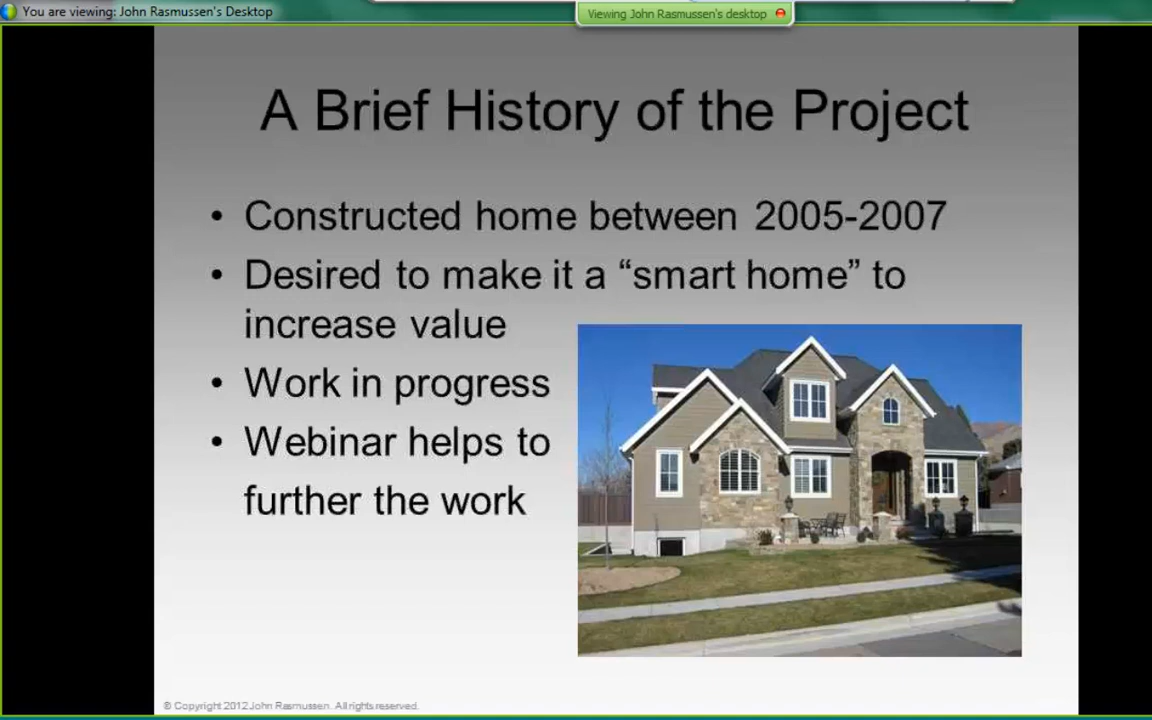 You are viewing: John Rasmussen's Desktop
Viewing John Rasmussen's desktop
A Brief History of the Project
• Constructed home between 2005-2007
• Desired to make it a “smart home” to
increase value
• Work in progress
• Webinar helps to
further the work
© Copyright 2012 John Rasmussen. All rights reserved.